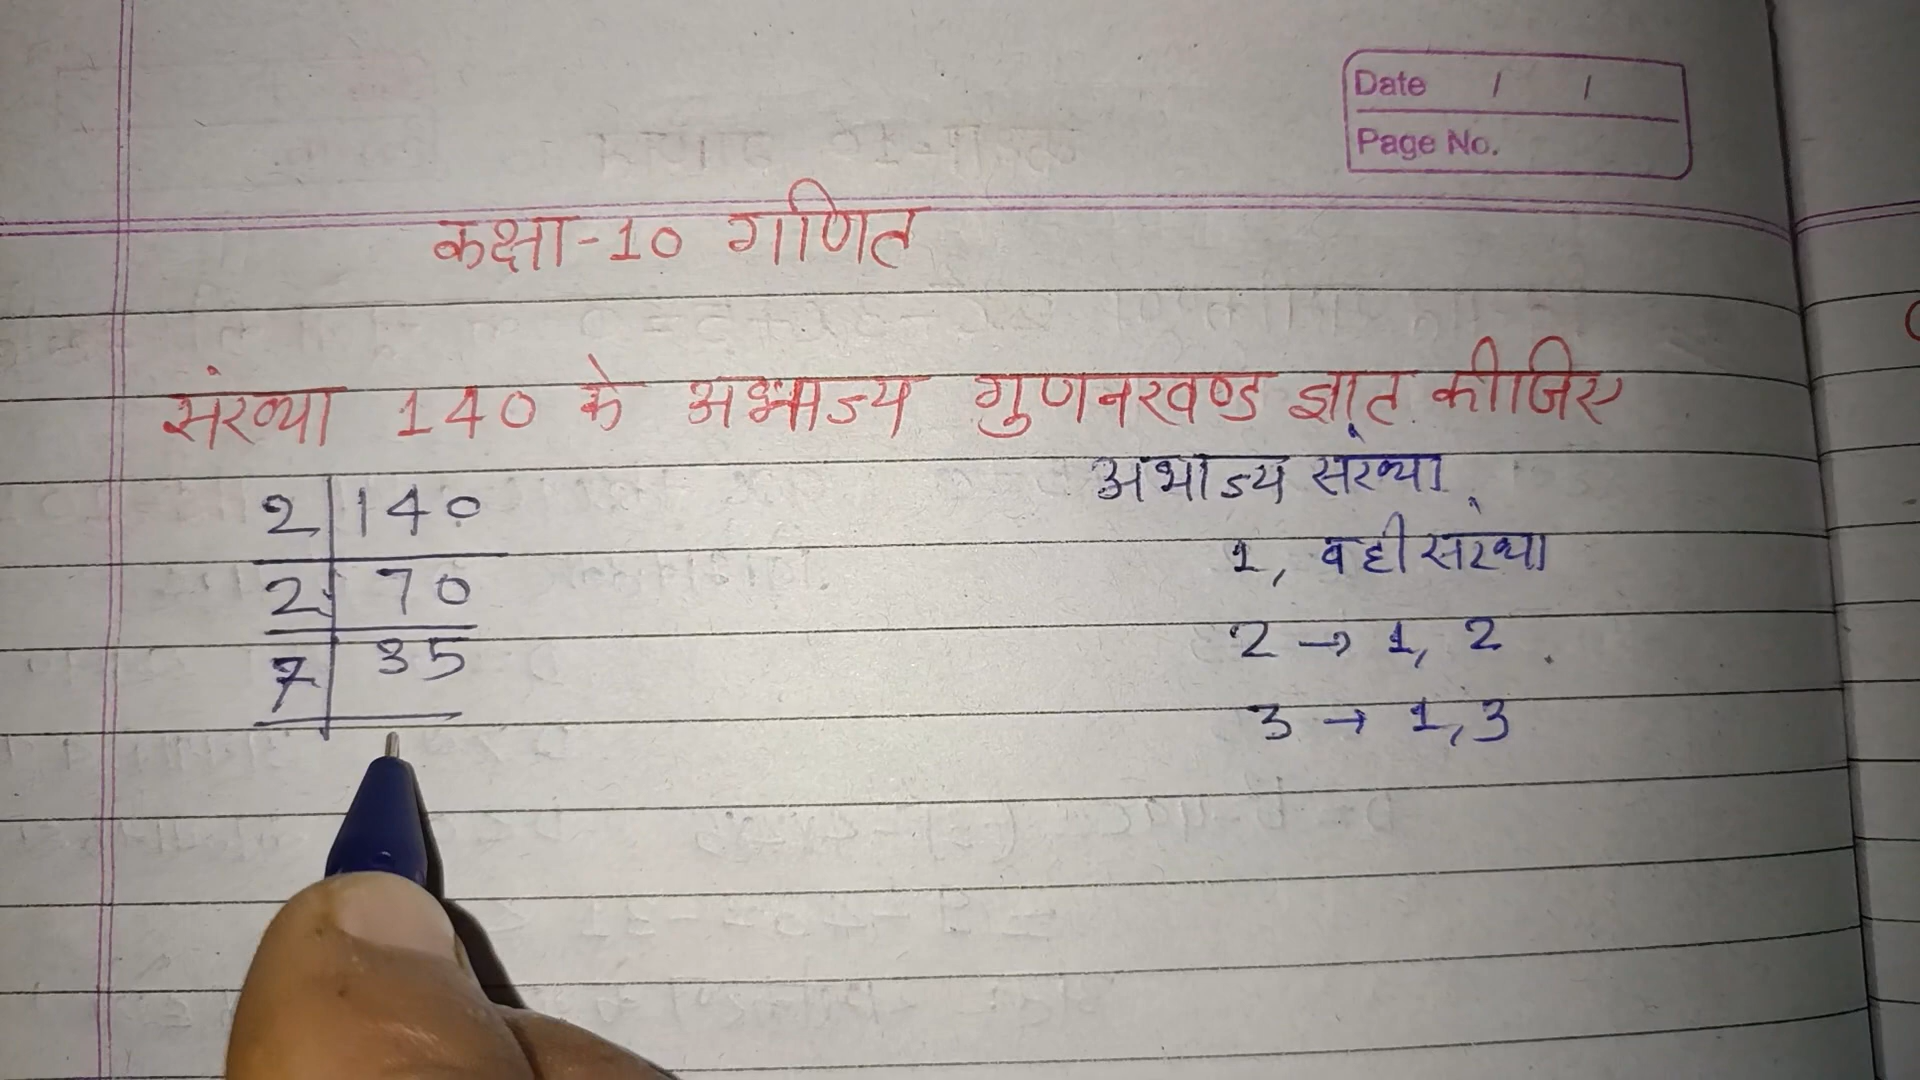 Date / /
Page No.
कक्षा-10 गणित
संख्या 140 के अभाज्य गुणनखण्ड ज्ञात कीजिए
अभाज्य संख्या
2 140
1, वही संख्या
2 70
2 → 1, 2
7 35
3 → 1, 3